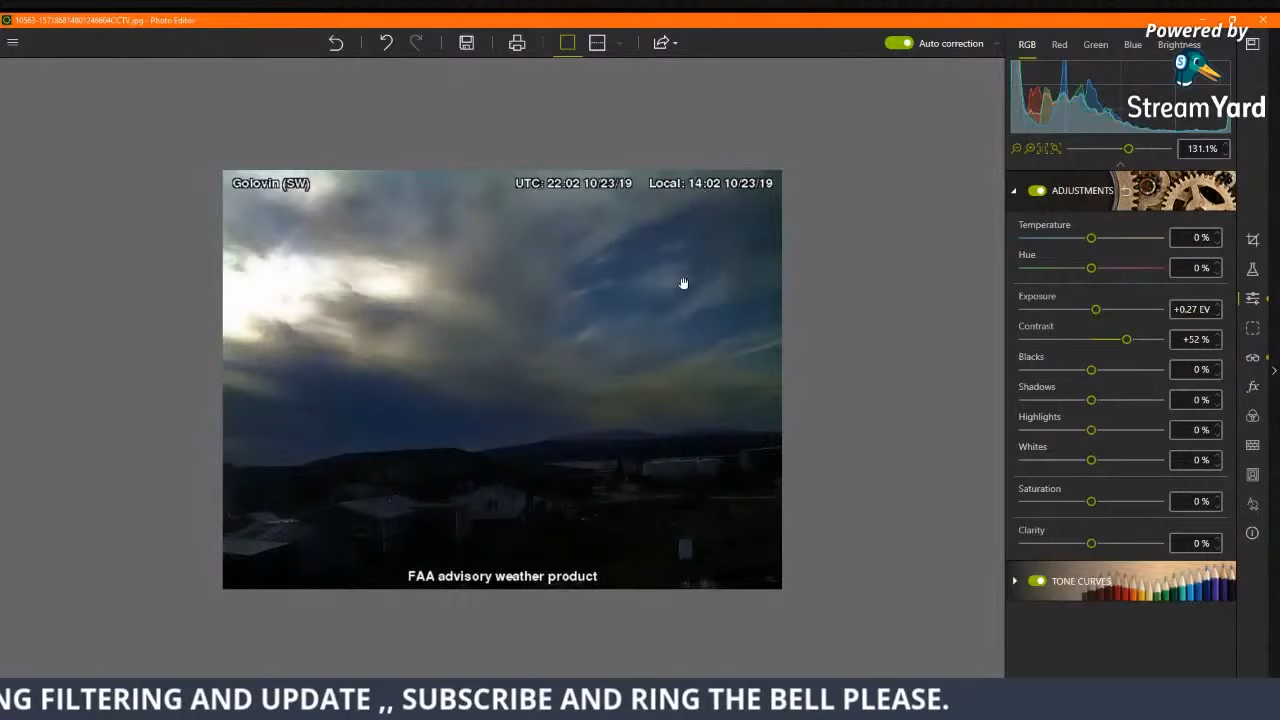 10563-157186814801246604CCTV.jpg - Photo Editor
Powered by
StreamYard
Auto correction
RGB Red Green Blue Brightness
131.1%
ADJUSTMENTS
Temperature
0 %
Hue
0 %
Exposure
+0.27 EV
Contrast
+52 %
Blacks
0 %
Shadows
0 %
Highlights
0 %
Whites
0 %
Saturation
0 %
Clarity
0 %
TONE CURVES
Golovin (SW) UTC: 22:02 10/23/19 Local: 14:02 10/23/19
FAA advisory weather product
NG FILTERING AND UPDATE ,, SUBSCRIBE AND RING THE BELL PLEASE.